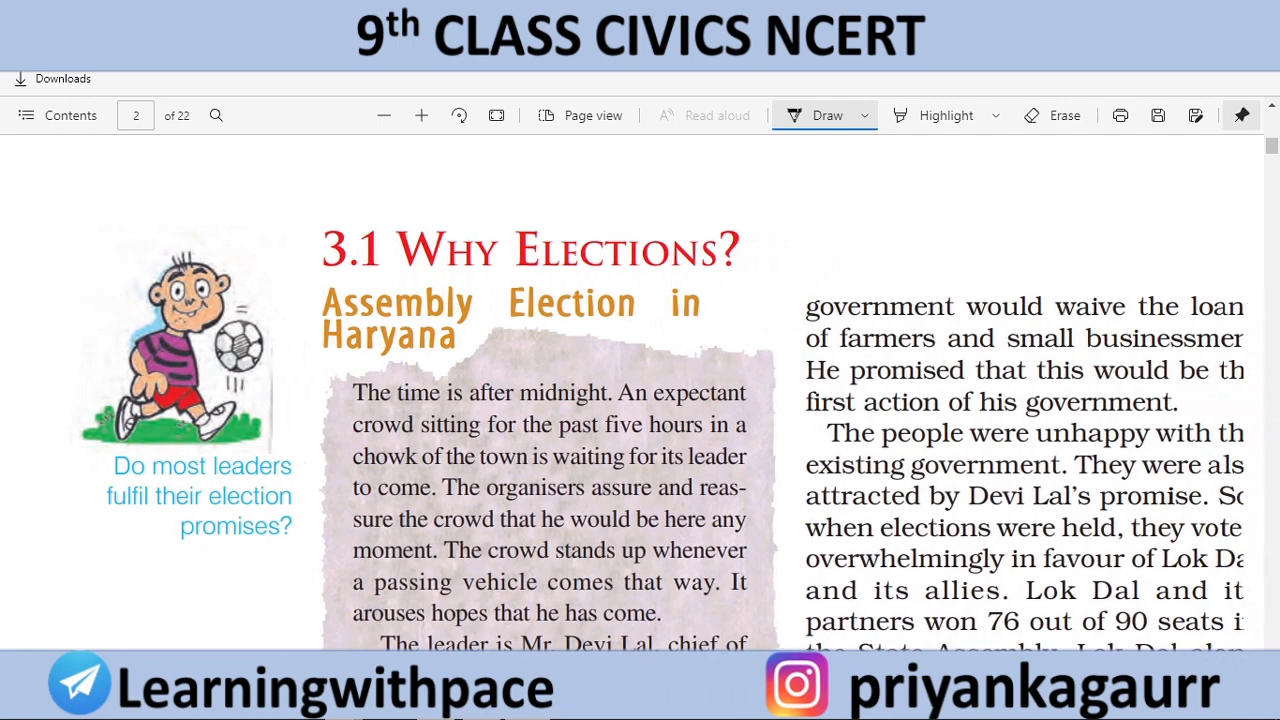 9th CLASS CIVICS NCERT
Downloads
Contents 2 of 22 Page view Read aloud Draw Highlight Erase
3.1 WHY ELECTIONS?
Assembly Election in
Haryana
The time is after midnight. An expectant
crowd sitting for the past five hours in a
chowk of the town is waiting for its leader
to come. The organisers assure and reas-
sure the crowd that he would be here any
moment. The crowd stands up whenever
a passing vehicle comes that way. It
arouses hopes that he has come.
The leader is Mr. Devi Lal, chief of
Do most leaders
fulfil their election
promises?
government would waive the loan
of farmers and small businessmen
He promised that this would be th
first action of his government.
The people were unhappy with th
existing government. They were als
attracted by Devi Lal's promise. So
when elections were held, they vote
overwhelmingly in favour of Lok Da
and its allies. Lok Dal and it
partners won 76 out of 90 seats i
the State Assembly. Lok Dal alon
Learningwithpace
priyankagaurr